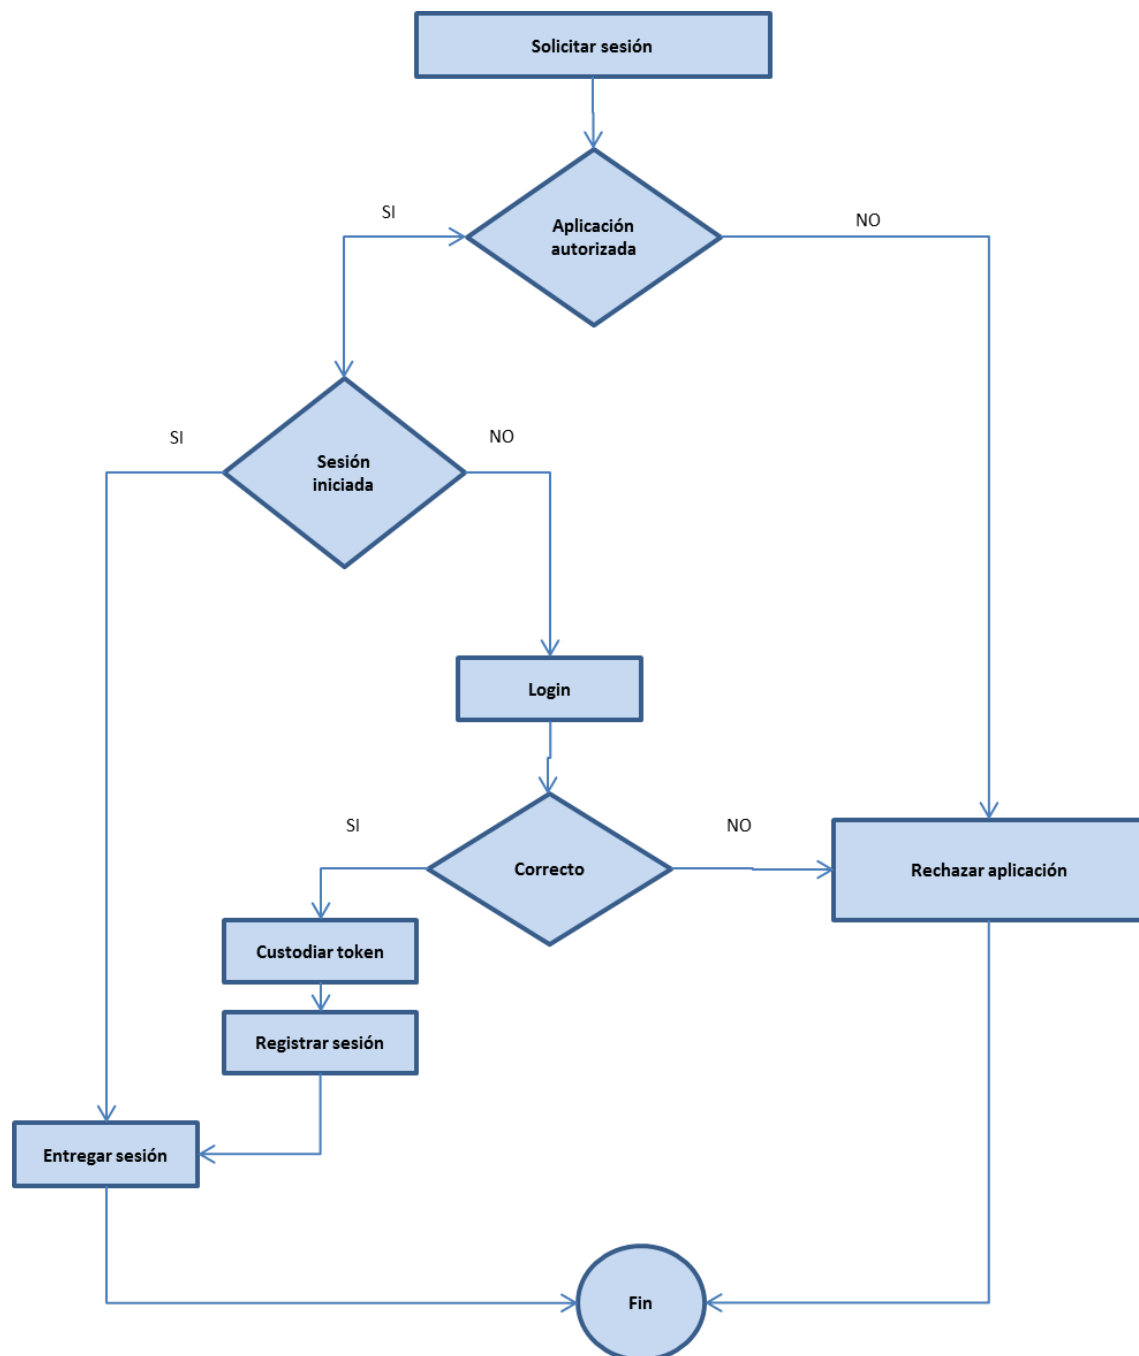 Solicitar sesión
Aplicación
autorizada
SI
NO
Sesión
iniciada
SI
NO
Login
Correcto
SI
NO
Rechazar aplicación
Custodiar token
Registrar sesión
Entregar sesión
Fin